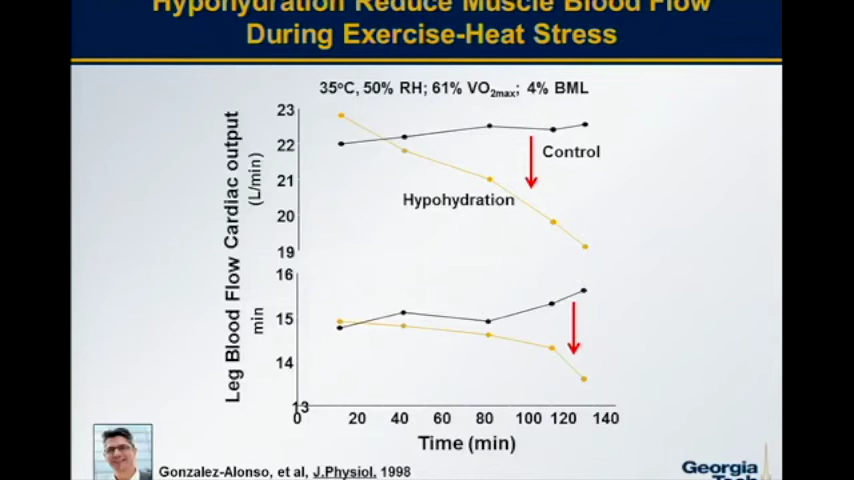 Hypohydration Reduce Muscle Blood Flow
During Exercise-Heat Stress
35°C, 50% RH; 61% VO2max; 4% BML
23
22
21
20
19
Cardiac output
(L/min)
Control
Hypohydration
16
15
14
13
Leg Blood Flow
min
0 20 40 60 80 100 120 140
Time (min)
Gonzalez-Alonso, et al, J.Physiol, 1998
Georgia
Tech